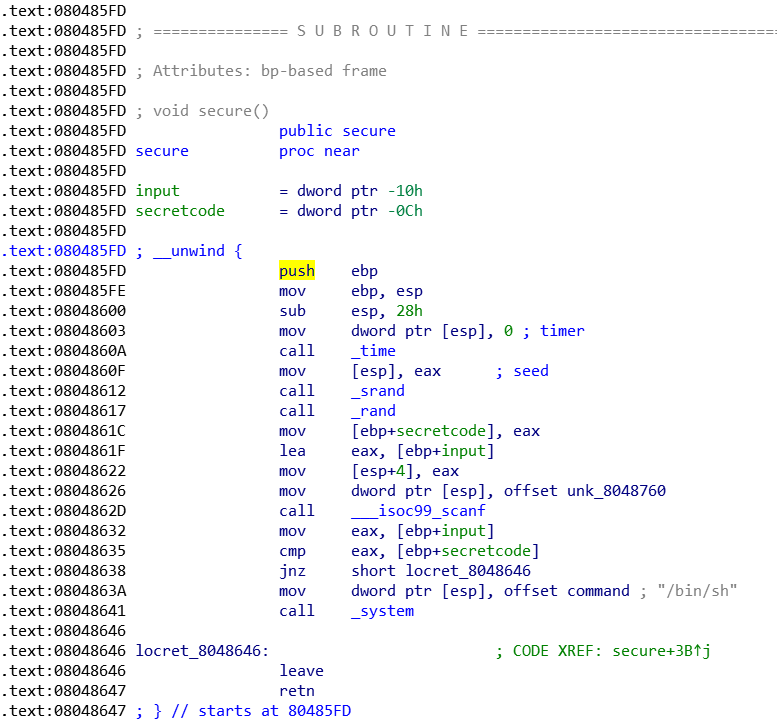 .text:080485FD
.text:080485FD ; =============== S U B R O U T I N E =================================
.text:080485FD
.text:080485FD ; Attributes: bp-based frame
.text:080485FD
.text:080485FD ; void secure()
.text:080485FD                 public secure
.text:080485FD secure          proc near
.text:080485FD
.text:080485FD input           = dword ptr -10h
.text:080485FD secretcode      = dword ptr -0Ch
.text:080485FD
.text:080485FD ; __unwind {
.text:080485FD                 push    ebp
.text:080485FE                 mov     ebp, esp
.text:08048600                 sub     esp, 28h
.text:08048603                 mov     dword ptr [esp], 0 ; timer
.text:0804860A                 call    _time
.text:0804860F                 mov     [esp], eax      ; seed
.text:08048612                 call    _srand
.text:08048617                 call    _rand
.text:0804861C                 mov     [ebp+secretcode], eax
.text:0804861F                 lea     eax, [ebp+input]
.text:08048622                 mov     [esp+4], eax
.text:08048626                 mov     dword ptr [esp], offset unk_8048760
.text:0804862D                 call    ___isoc99_scanf
.text:08048632                 mov     eax, [ebp+input]
.text:08048635                 cmp     eax, [ebp+secretcode]
.text:08048638                 jnz     short locret_8048646
.text:0804863A                 mov     dword ptr [esp], offset command ; "/bin/sh"
.text:08048641                 call    _system
.text:08048646
.text:08048646 locret_8048646:                         ; CODE XREF: secure+3B↑j
.text:08048646                 leave
.text:08048647                 retn
.text:08048647 ; } // starts at 80485FD